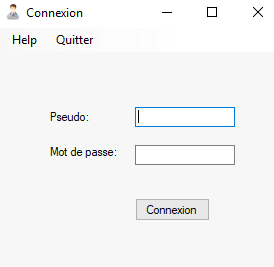 Connexion
Help Quitter
Pseudo:
Mot de passe:
Connexion